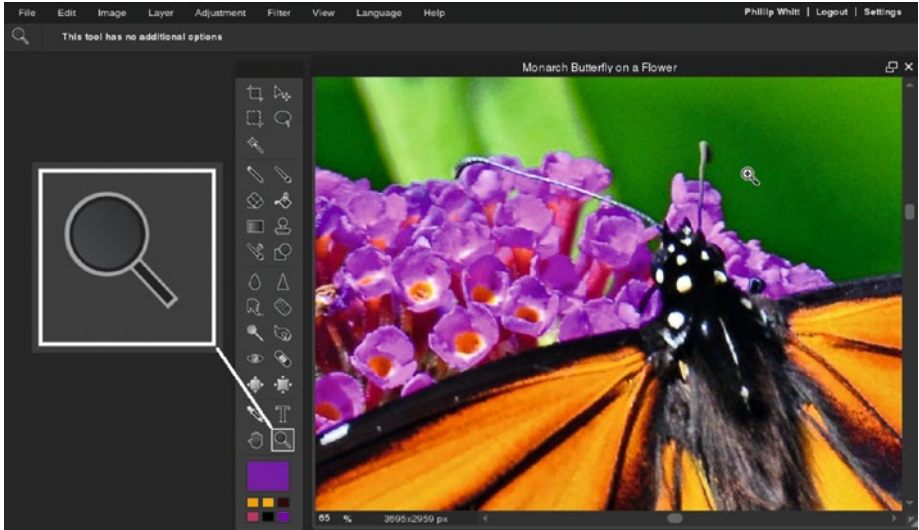 File Edit Image Layer Adjustment Filter View Language Help Phillip Whitt | Logout | Settings
This tool has no additional options
Monarch Butterfly on a Flower
65 % 3695x2959 px